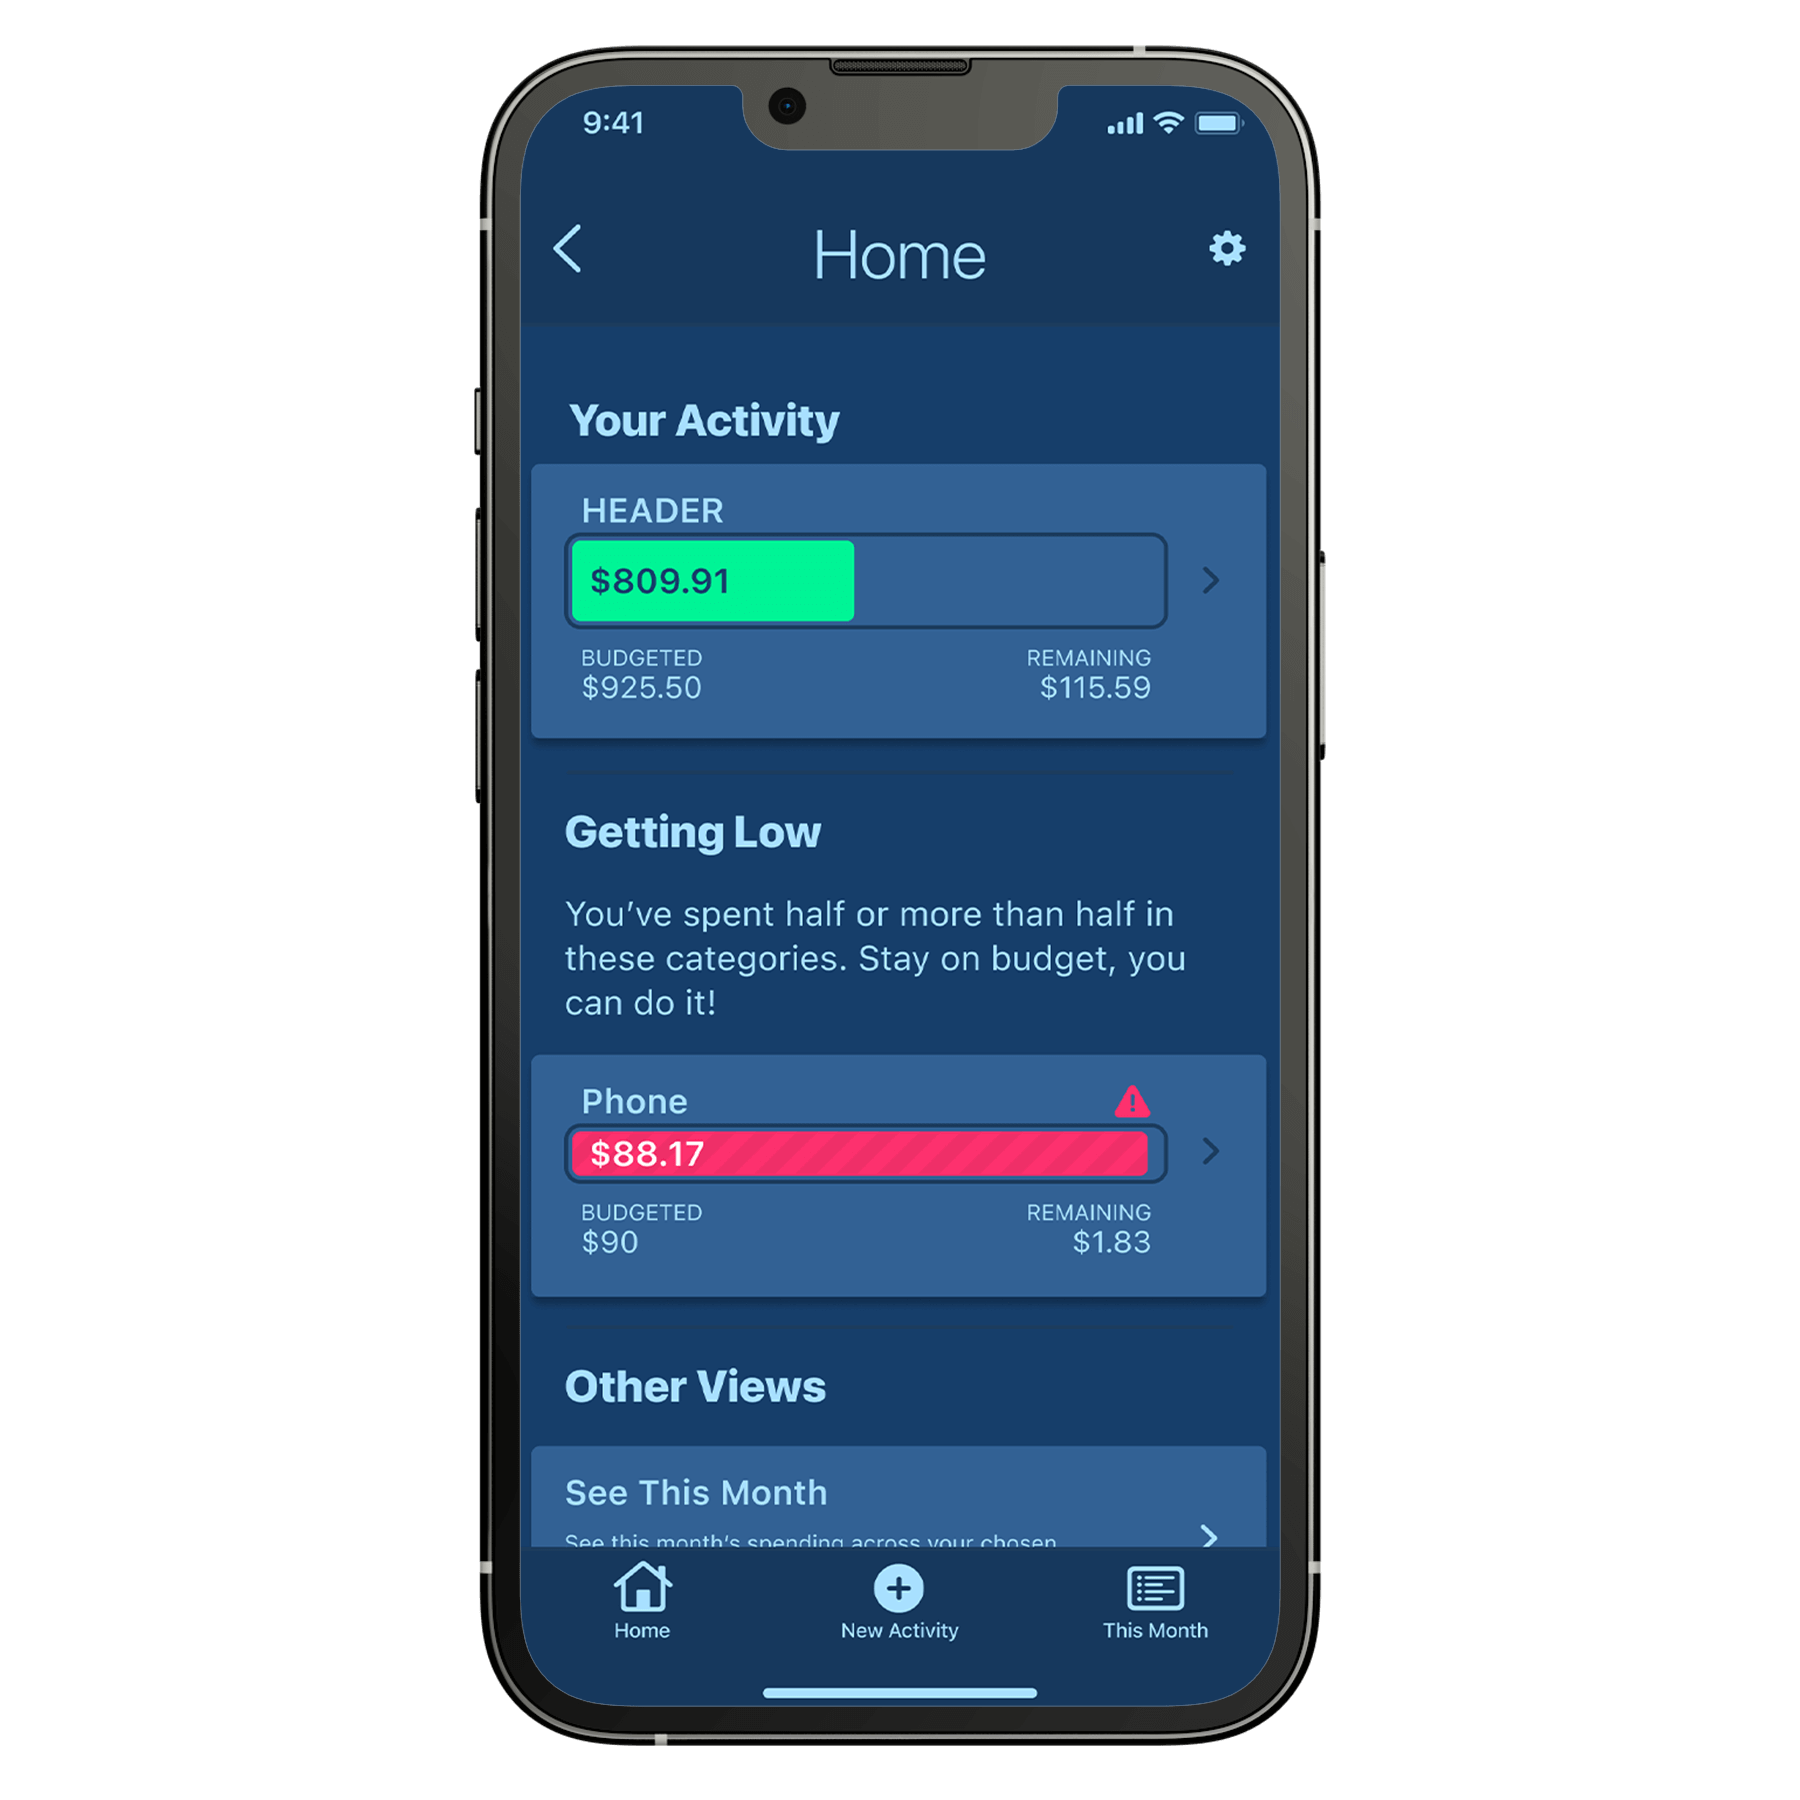 9:41
Home
Your Activity
HEADER
$809.91
BUDGETED
REMAINING
$925.50
$115.59
Getting Low
You’ve spent half or more than half in
these categories. Stay on budget, you
can do it!
Phone
$88.17
BUDGETED
REMAINING
$90
$1.83
Other Views
See This Month
See this month's spending across your chosen
Home
New Activity
This Month